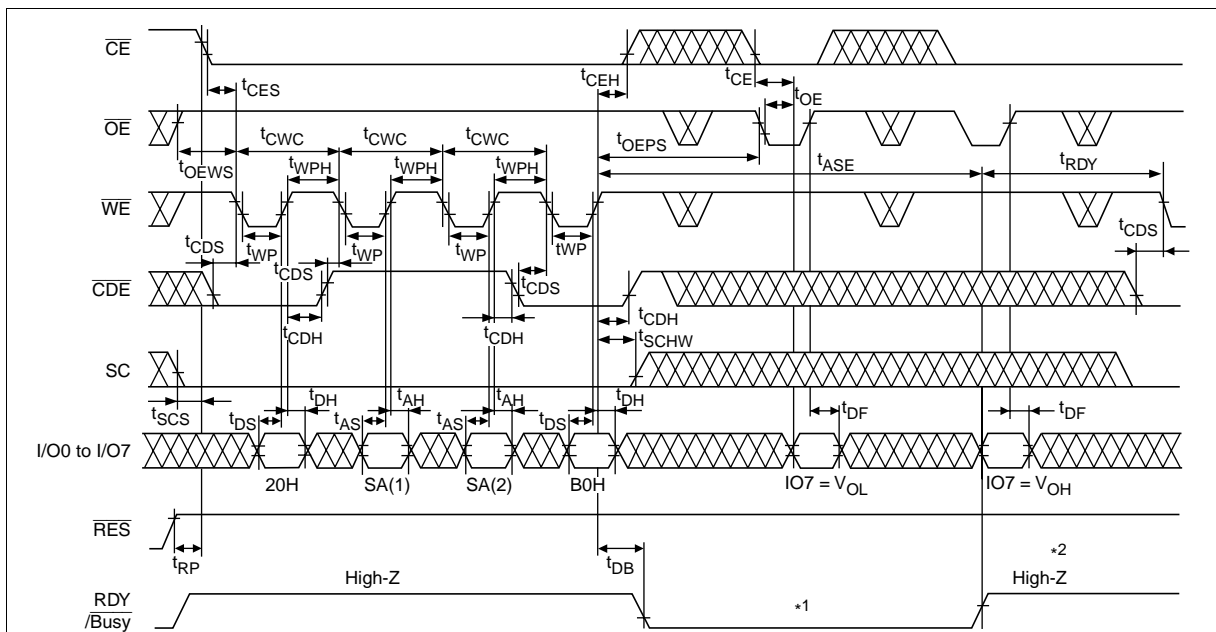 CE
tCEH
tCE
tCES
tOE
OE
tCWC tCWC tCWC
tOEPS
tOEWS
tWPH tWPH tWPH
tASE
tRDY
WE
tCDS
tWP tWP tWP tWP
tCDS
tCDS
tCDS
CDE
tCDH
tCDH
tCDH
tSCHW
SC
tSCS
tDH tAH tAH tDH
tDS tAS tAS tDS
tDF tDF
I/O0 to I/O7
20H SA(1) SA(2) B0H IO7 = VOL IO7 = VOH
RES
tRP
tDB
*2
High-Z High-Z
RDY
/Busy
*1